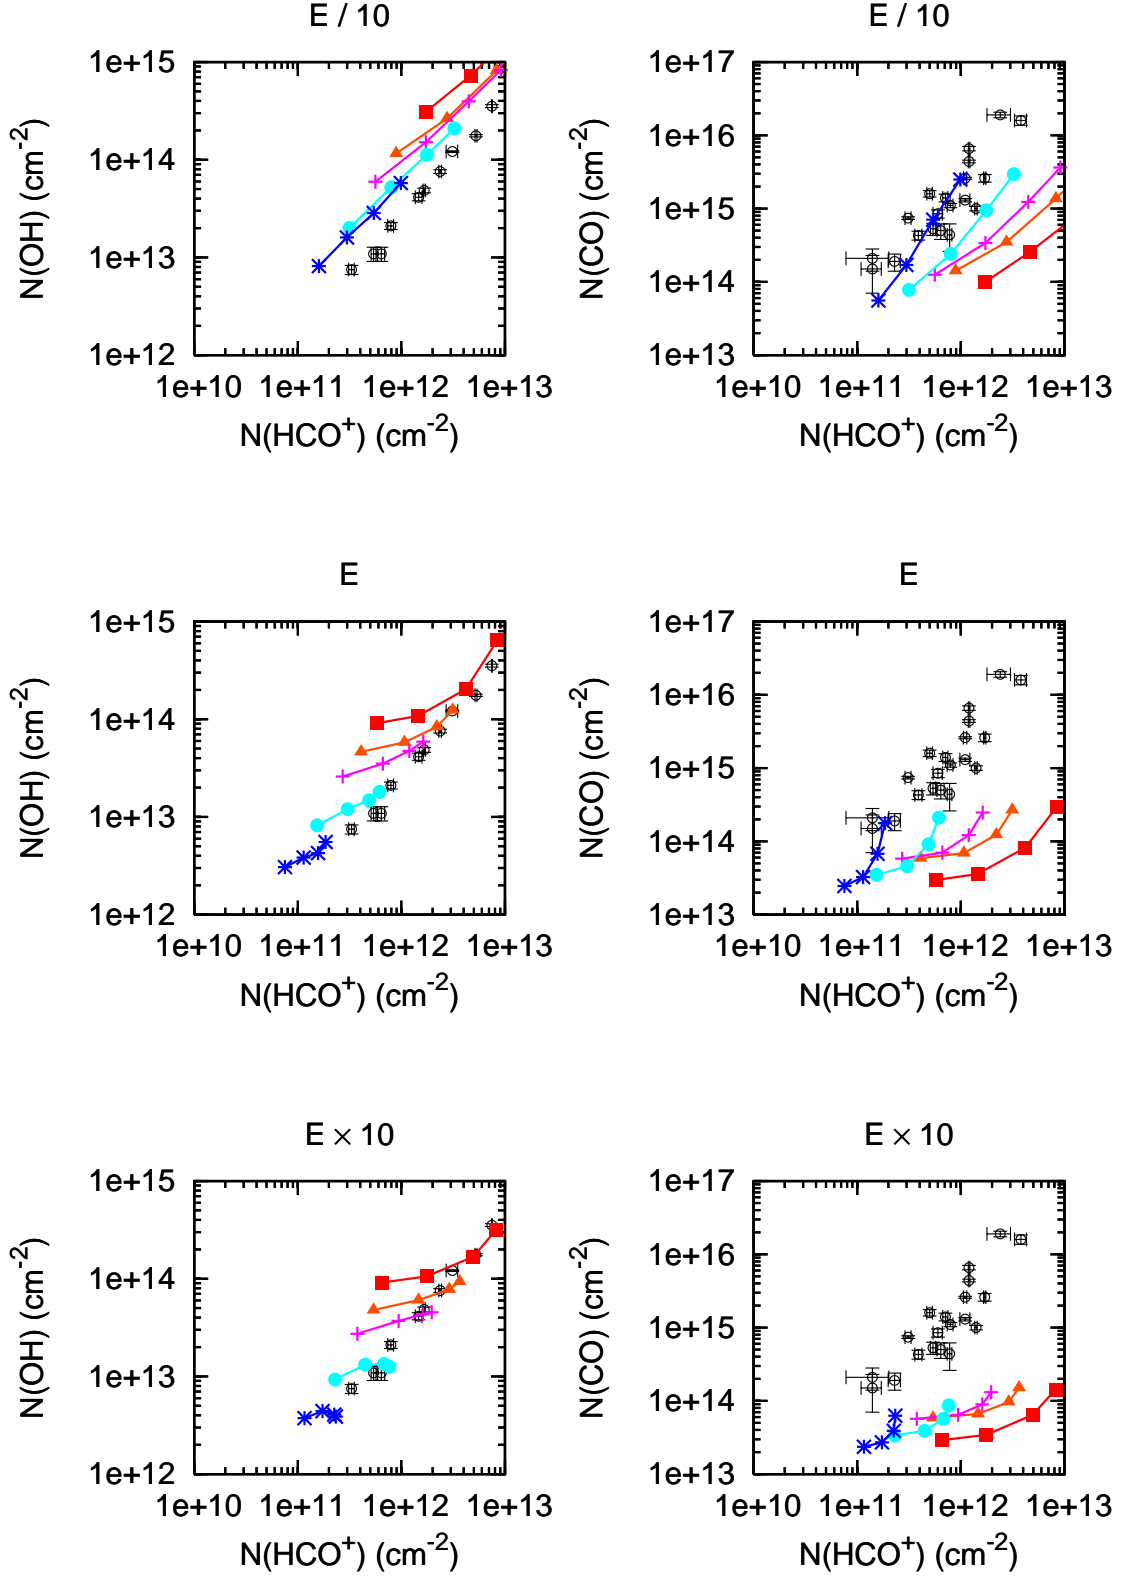 E / 10
E / 10
1e+15
1e+14
1e+13
1e+12
N(OH) (cm⁻²)
1e+10 1e+11 1e+12 1e+13
N(HCO⁺) (cm⁻²)
1e+17
1e+16
1e+15
1e+14
1e+13
N(CO) (cm⁻²)
1e+10 1e+11 1e+12 1e+13
N(HCO⁺) (cm⁻²)
E
E
1e+15
1e+14
1e+13
1e+12
N(OH) (cm⁻²)
1e+10 1e+11 1e+12 1e+13
N(HCO⁺) (cm⁻²)
1e+17
1e+16
1e+15
1e+14
1e+13
N(CO) (cm⁻²)
1e+10 1e+11 1e+12 1e+13
N(HCO⁺) (cm⁻²)
E × 10
E × 10
1e+15
1e+14
1e+13
1e+12
N(OH) (cm⁻²)
1e+10 1e+11 1e+12 1e+13
N(HCO⁺) (cm⁻²)
1e+17
1e+16
1e+15
1e+14
1e+13
N(CO) (cm⁻²)
1e+10 1e+11 1e+12 1e+13
N(HCO⁺) (cm⁻²)